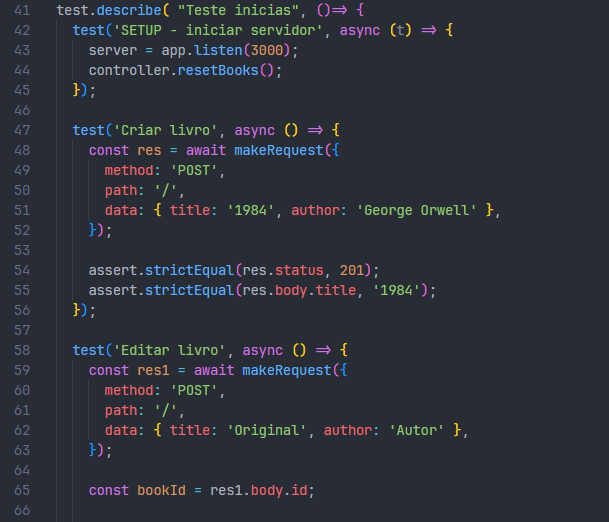 41 test.describe( "Teste inicias", ()=> {
42 test('SETUP - iniciar servidor', async (t) => {
43 server = app.listen(3000);
44 controller.resetBooks();
45 });
46
47 test('Criar livro', async () => {
48 const res = await makeRequest({
49 method: 'POST',
50 path: '/',
51 data: { title: '1984', author: 'George Orwell' },
52 });
53
54 assert.strictEqual(res.status, 201);
55 assert.strictEqual(res.body.title, '1984');
56 });
57
58 test('Editar livro', async () => {
59 const res1 = await makeRequest({
60 method: 'POST',
61 path: '/',
62 data: { title: 'Original', author: 'Autor' },
63 });
64
65 const bookId = res1.body.id;
66